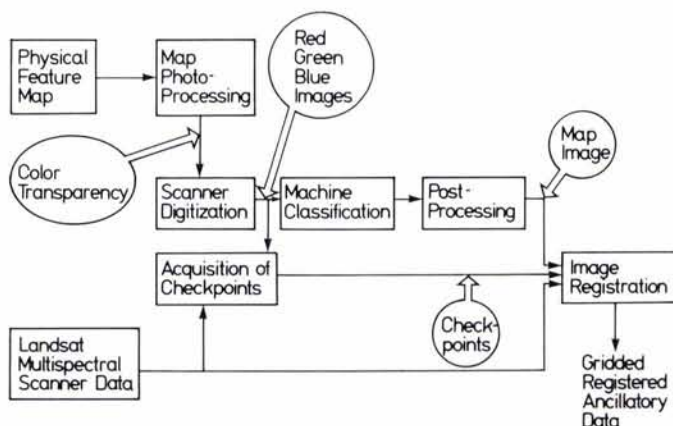 Physical
Feature
Map
Map
Photo-
Processing
Red
Green
Blue
Images
Color
Transparency
Map
Image
Scanner
Digitization
Machine
Classification
Post-
Processing
Acquisition of
Checkpoints
Image
Registration
Check-
points
Landsat
Multispectral
Scanner Data
Gridded
Registered
Ancillatory
Data